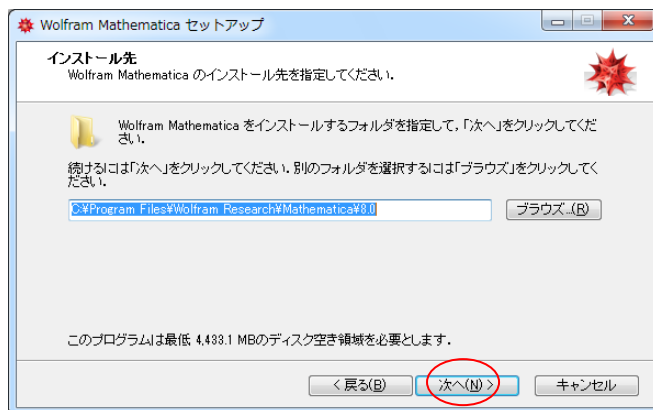 Wolfram Mathematica セットアップ
インストール先
Wolfram Mathematica のインストール先を指定してください.
Wolfram Mathematica をインストールするフォルダを指定して,「次へ」をクリックしてくだ
さい.
続けるには「次へ」をクリックしてください. 別のフォルダを選択するには「ブラウズ」をクリックしてく
ださい.
C:¥Program Files¥Wolfram Research¥Mathematica¥8.0
ブラウズ...(R)
このプログラムは最低 4,433.1 MBのディスク空き領域を必要とします.
< 戻る(B)
次へ(N) >
キャンセル